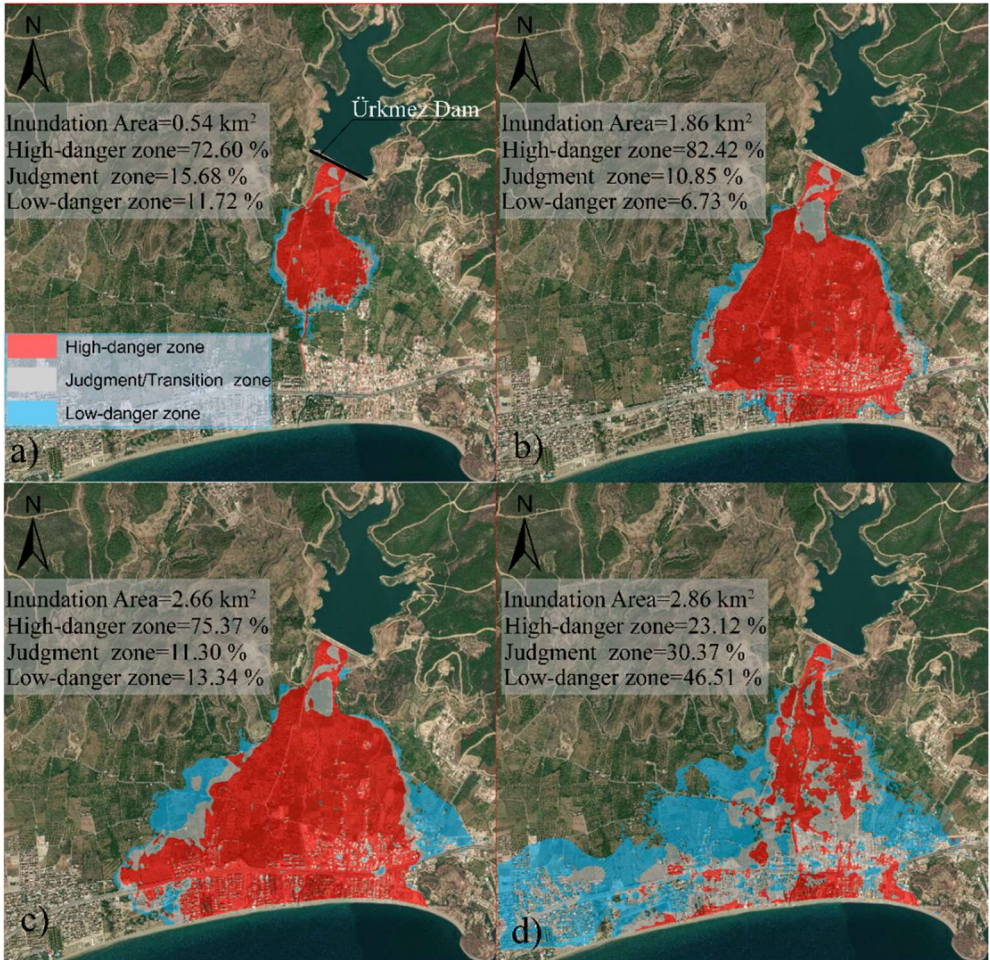 N
Ürkmez Dam
Inundation Area=0.54 km²
High-danger zone=72.60 %
Judgment zone=15.68 %
Low-danger zone=11.72 %
High-danger zone
Judgment/Transition zone
Low-danger zone
a)
N
Inundation Area=1.86 km²
High-danger zone=82.42 %
Judgment zone=10.85 %
Low-danger zone=6.73 %
b)
N
Inundation Area=2.66 km²
High-danger zone=75.37 %
Judgment zone=11.30 %
Low-danger zone=13.34 %
c)
N
Inundation Area=2.86 km²
High-danger zone=23.12 %
Judgment zone=30.37 %
Low-danger zone=46.51 %
d)